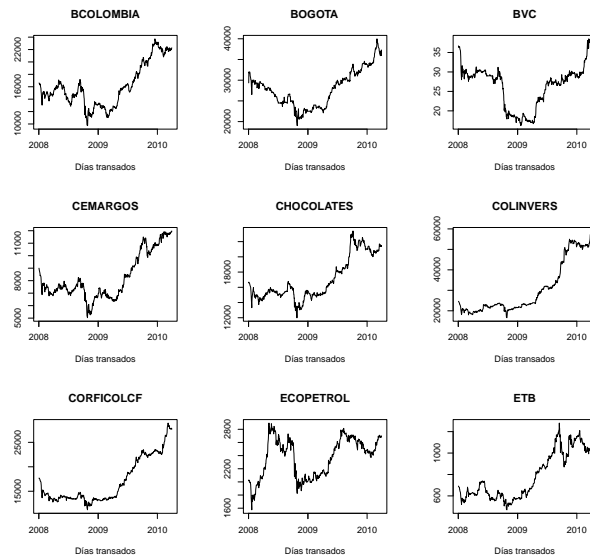 BCOLOMBIA
BOGOTA
BVC
10000 16000 22000
20000 30000 40000
20 25 30 35
2008 2009 2010
2008 2009 2010
2008 2009 2010
Días transados
Días transados
Días transados
CEMARGOS
CHOCOLATES
COLINVERS
5000 8000 11000
12000 18000
20000 40000 60000
2008 2009 2010
2008 2009 2010
2008 2009 2010
Días transados
Días transados
Días transados
CORFICOLCF
ECOPETROL
ETB
15000 25000
1600 2200 2800
600 1000
2008 2009 2010
2008 2009 2010
2008 2009 2010
Días transados
Días transados
Días transados